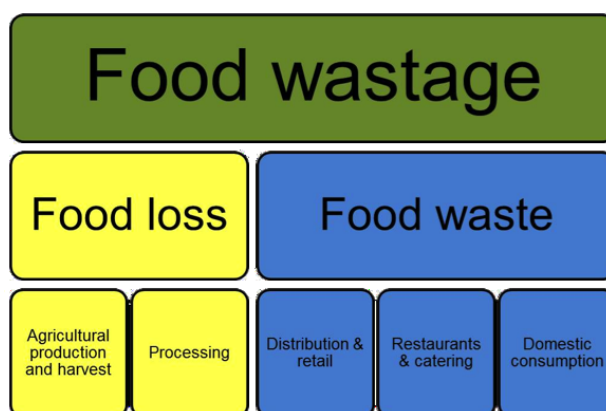 Food wastage
Food loss
Food waste
Agricultural
production
and harvest
Processing
Distribution &
retail
Restaurants
& catering
Domestic
consumption